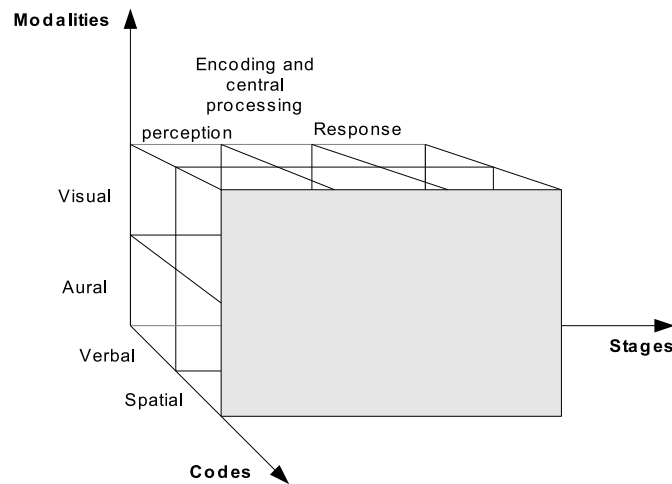 Modalities
Encoding and
central
processing
perception
Response
Visual
Aural
Verbal
Spatial
Stages
Codes